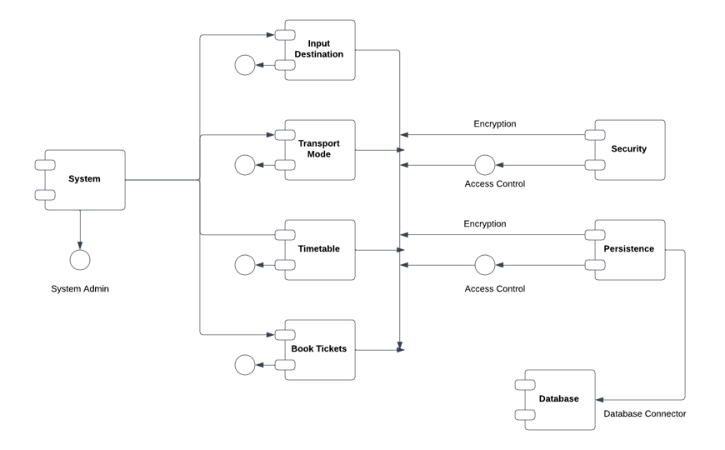 Input
Destination
Encryption
Transport
Mode
Security
System
Access Control
Encryption
Timetable
Persistence
System Admin
Access Control
Book Tickets
Database
Database Connector